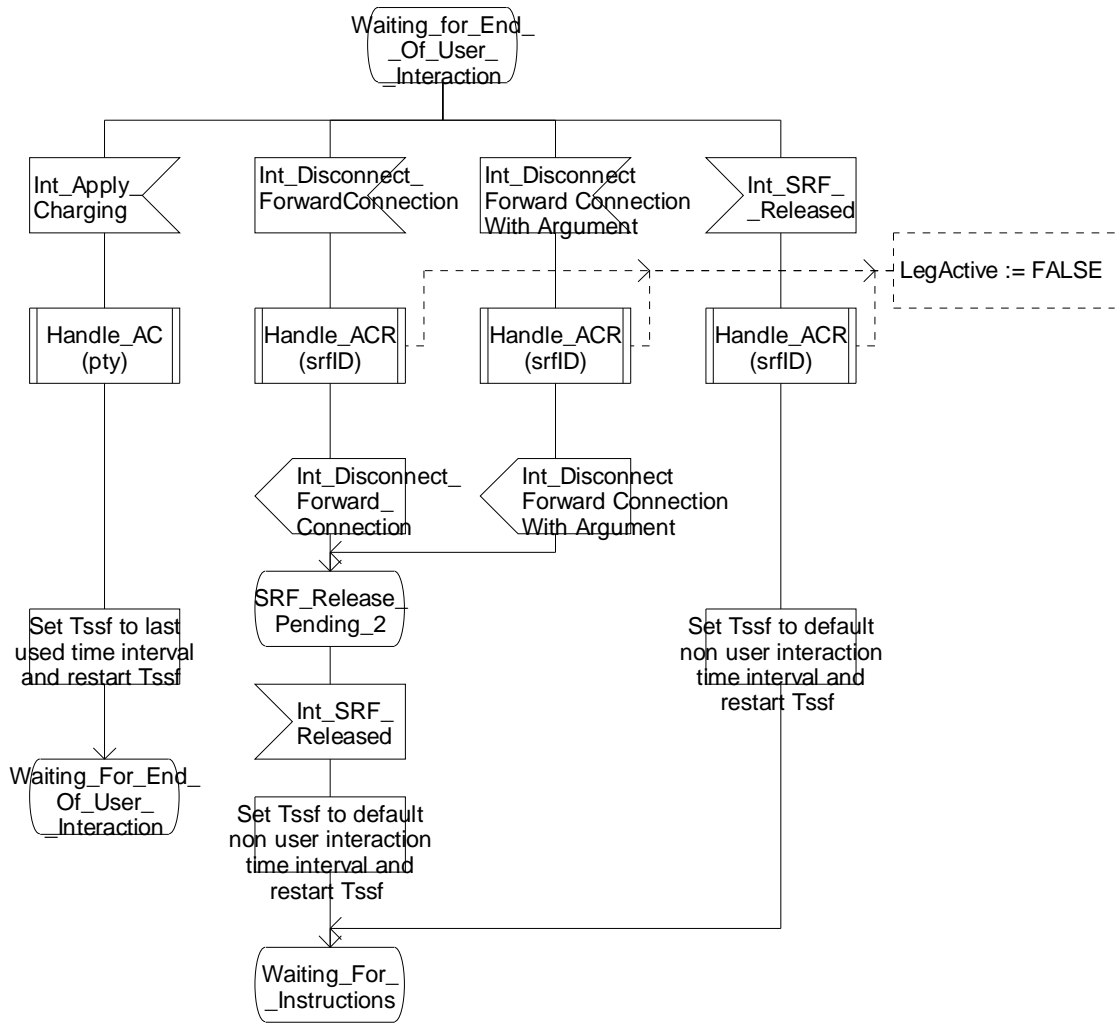 Waiting_for_End_
_Of_User_
_Interaction
Int_Apply_
Charging
Int_Disconnect_
ForwardConnection
Int_Disconnect
Forward Connection
With Argument
Int_SRF_
_Released
LegActive := FALSE
Handle_AC
(pty)
Handle_ACR
(srfID)
Handle_ACR
(srfID)
Handle_ACR
(srfID)
Int_Disconnect_
Forward_
Connection
Int_Disconnect
Forward Connection
With Argument
SRF_Release_
Pending_2
Set Tssf to last
used time interval
and restart Tssf
Set Tssf to default
non user interaction
time interval and
restart Tssf
Int_SRF_
Released
Waiting_For_End_
Of_User_
_Interaction
Set Tssf to default
non user interaction
time interval and
restart Tssf
Waiting_For_
_Instructions